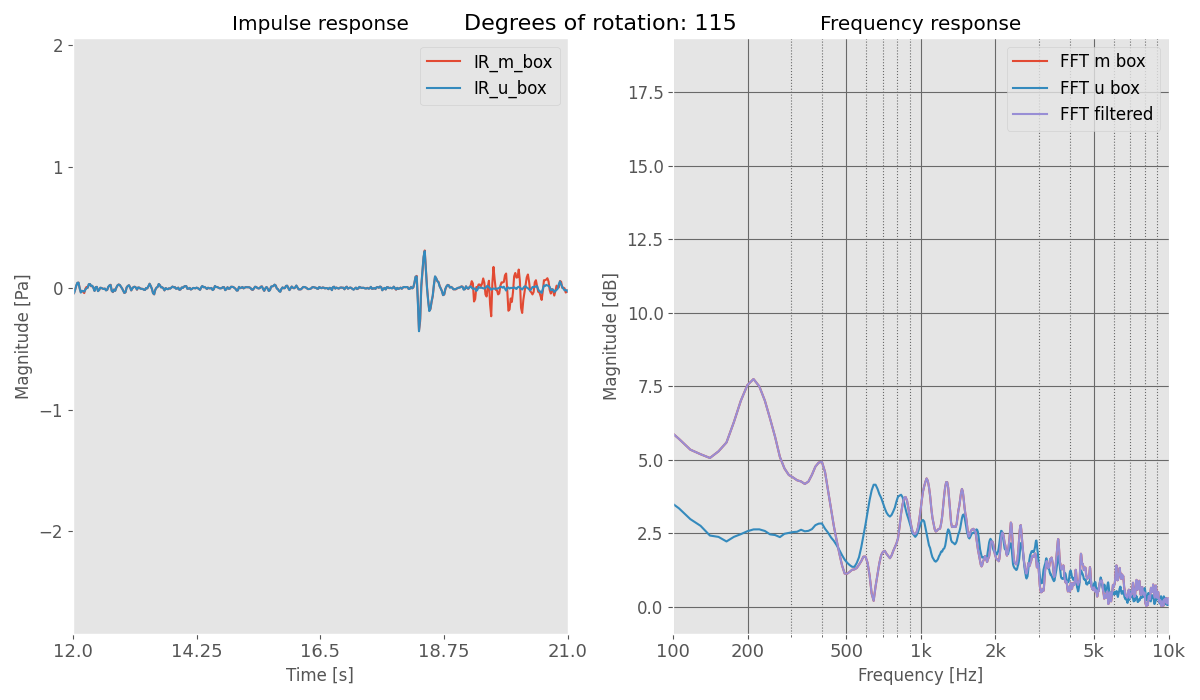 Degrees of rotation: 115
Impulse response
IR_m_box
IR_u_box
2
1
0
−1
−2
Magnitude [Pa]
12.0
14.25
16.5
18.75
21.0
Time [s]
Frequency response
FFT m box
FFT u box
FFT filtered
17.5
15.0
12.5
10.0
7.5
5.0
2.5
0.0
Magnitude [dB]
100
200
500
1k
2k
5k
10k
Frequency [Hz]